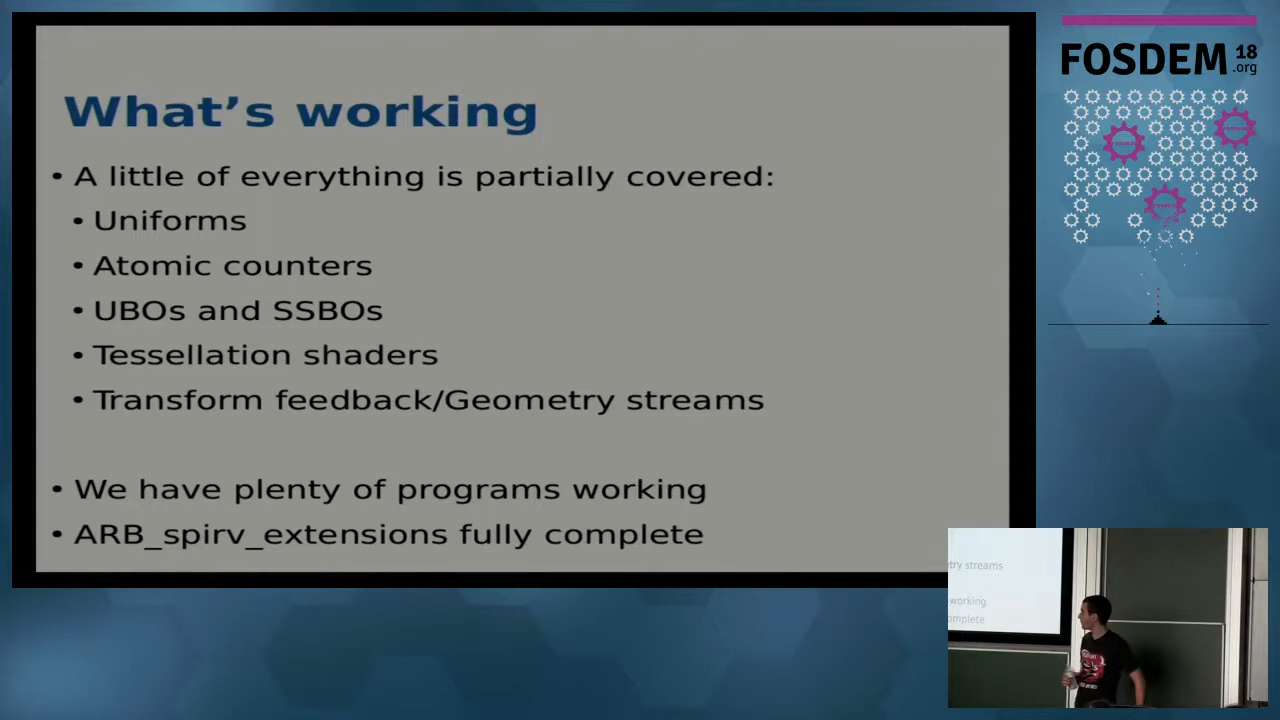 What's working
• A little of everything is partially covered:
• Uniforms
• Atomic counters
• UBOs and SSBOs
• Tessellation shaders
• Transform feedback/Geometry streams
• We have plenty of programs working
• ARB_spirv_extensions fully complete
FOSDEM 18
.org
try streams
working
omplete